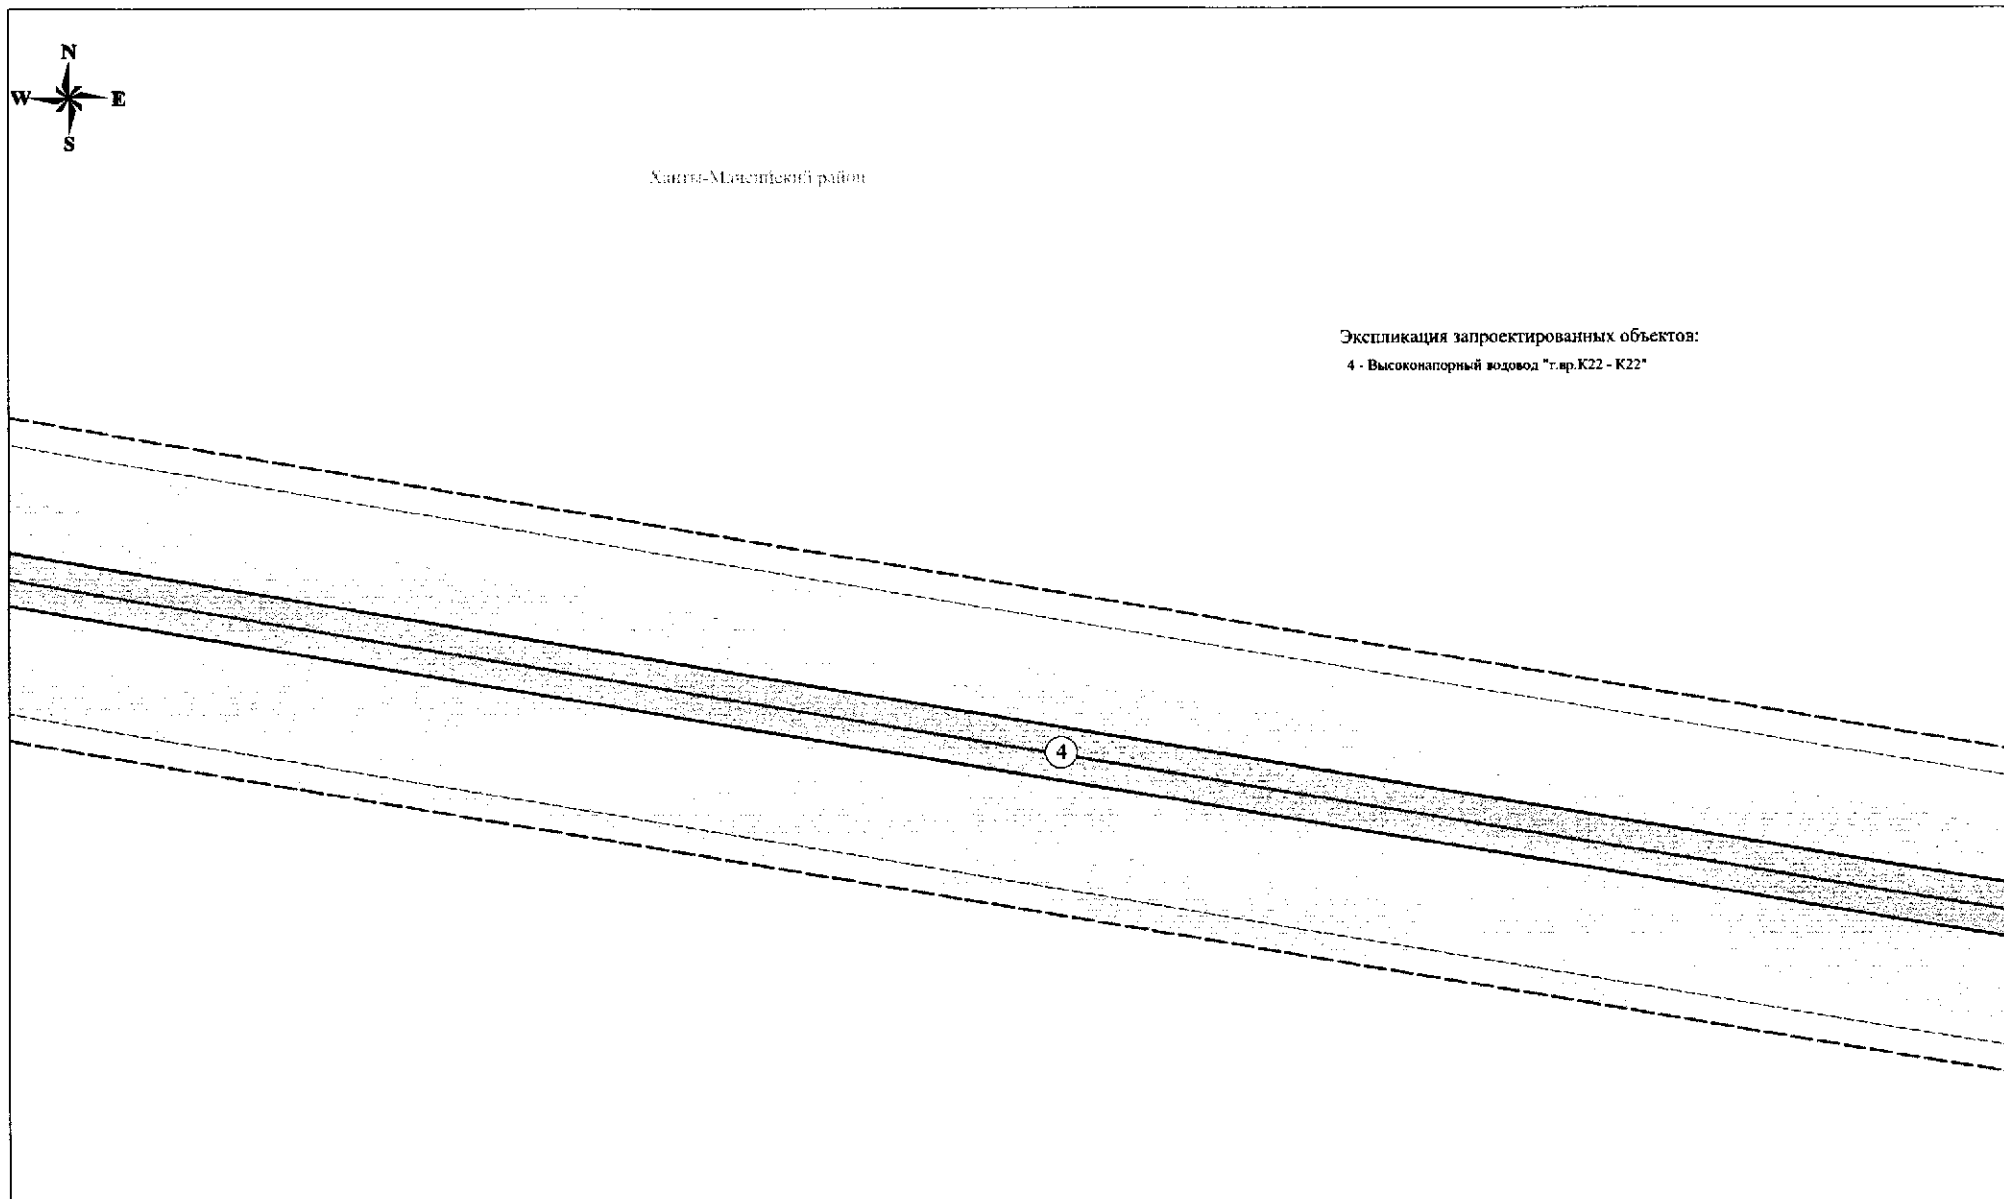 N
W E
S
Ханты-Мансийский район
Экспликация запроектированных объектов:
4 - Высоконапорный водовод "т.вр.К22 - К22"
4